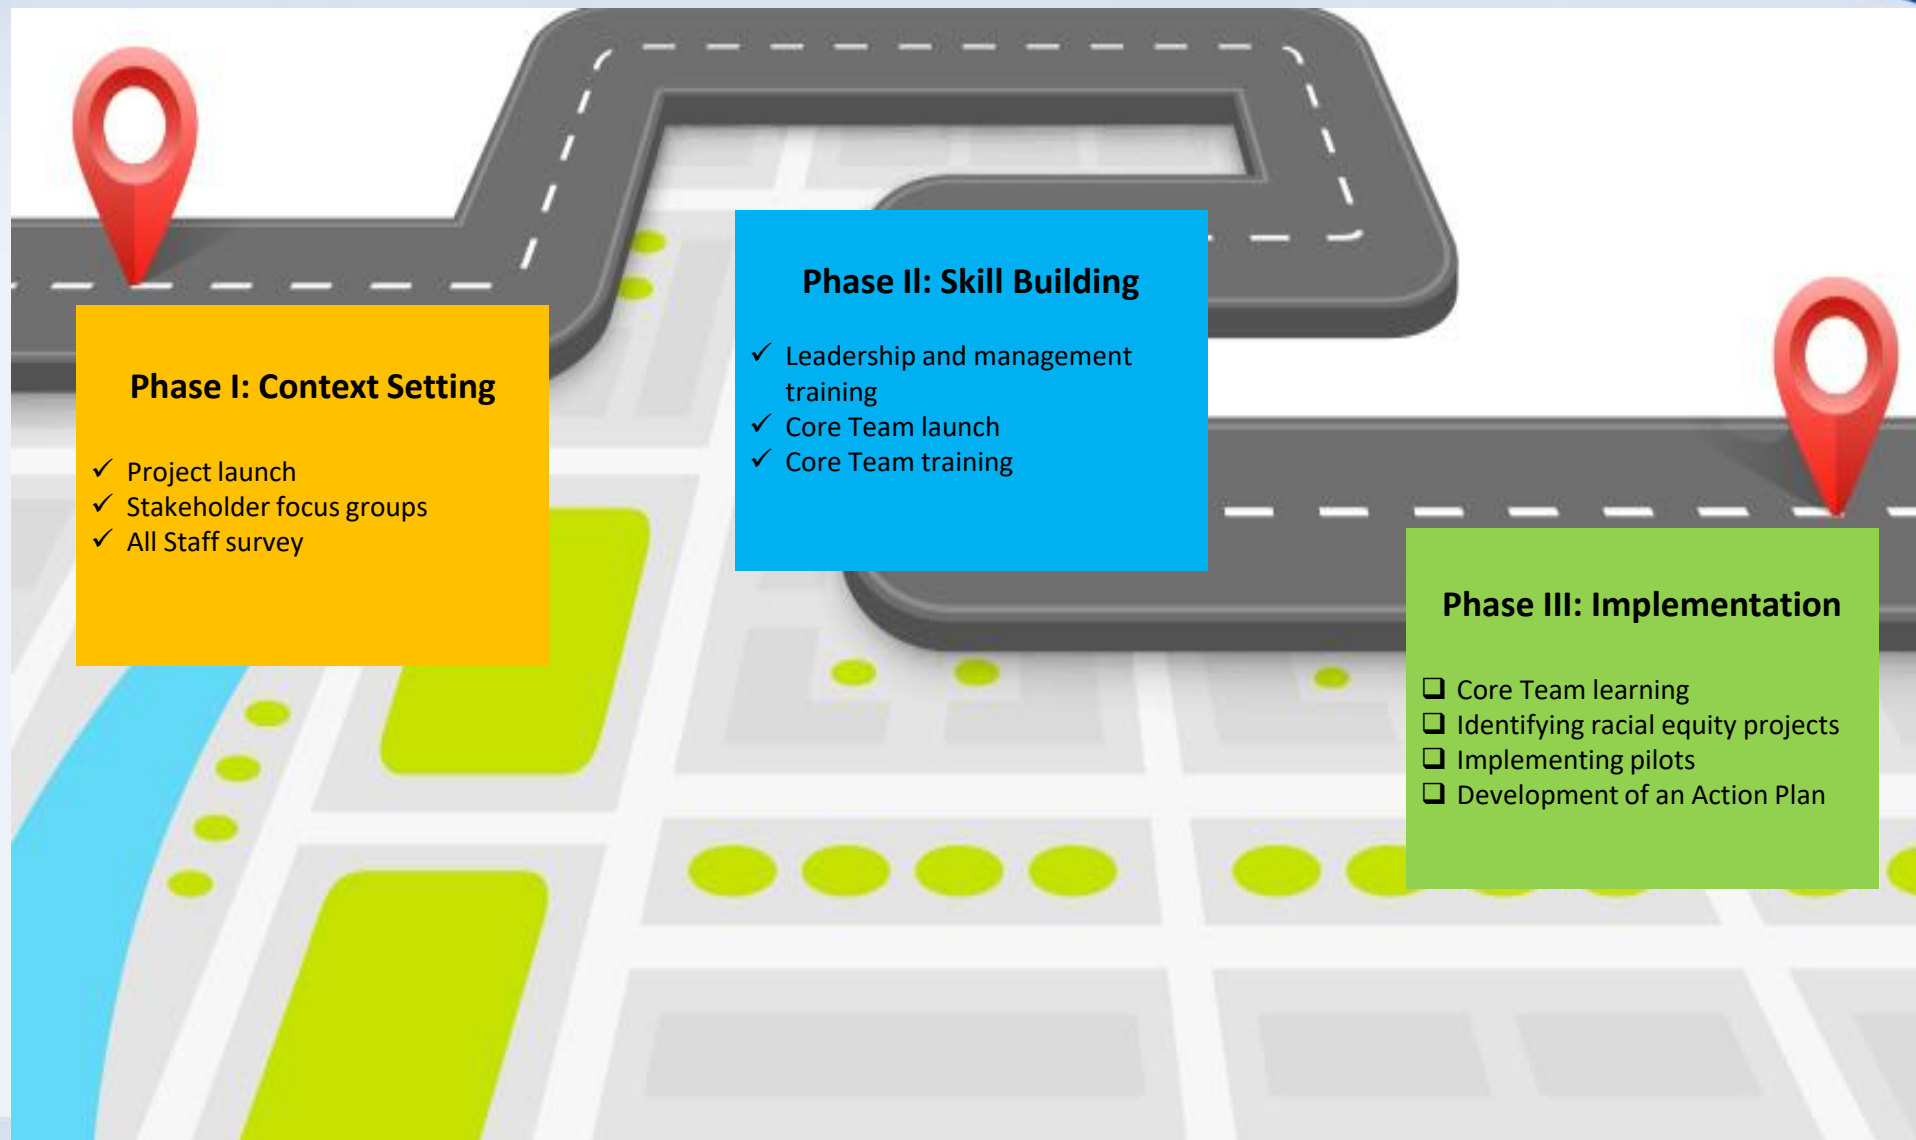 Phase I: Context Setting
✓ Project launch
✓ Stakeholder focus groups
✓ All Staff survey
Phase II: Skill Building
✓ Leadership and management
training
✓ Core Team launch
✓ Core Team training
Phase III: Implementation
❑ Core Team learning
❑ Identifying racial equity projects
❑ Implementing pilots
❑ Development of an Action Plan